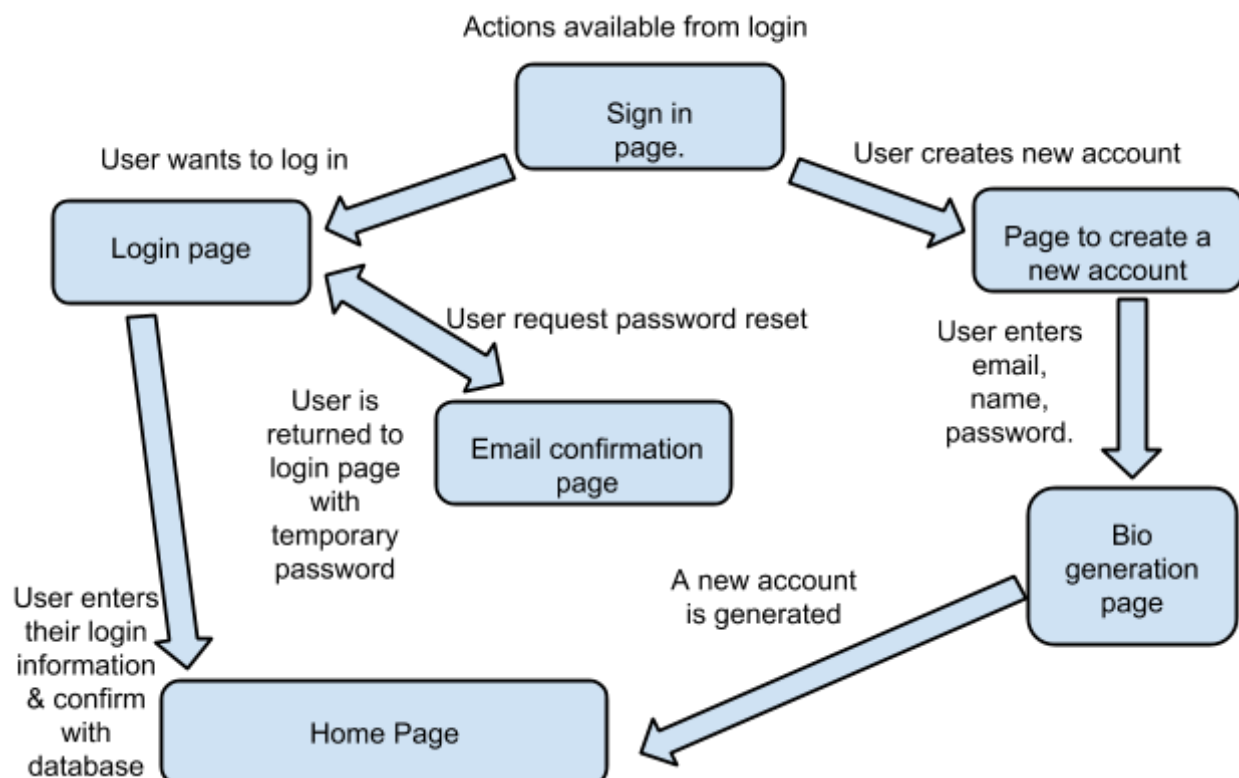 Actions available from login
Sign in
page.
User wants to log in
User creates new account
Login page
Page to create a
new account
User request password reset
User enters
email,
name,
password.
User is
returned to
login page
with
temporary
password
Email confirmation
page
Bio
generation
page
A new account
is generated
User enters
their login
information
& confirm
with
database
Home Page